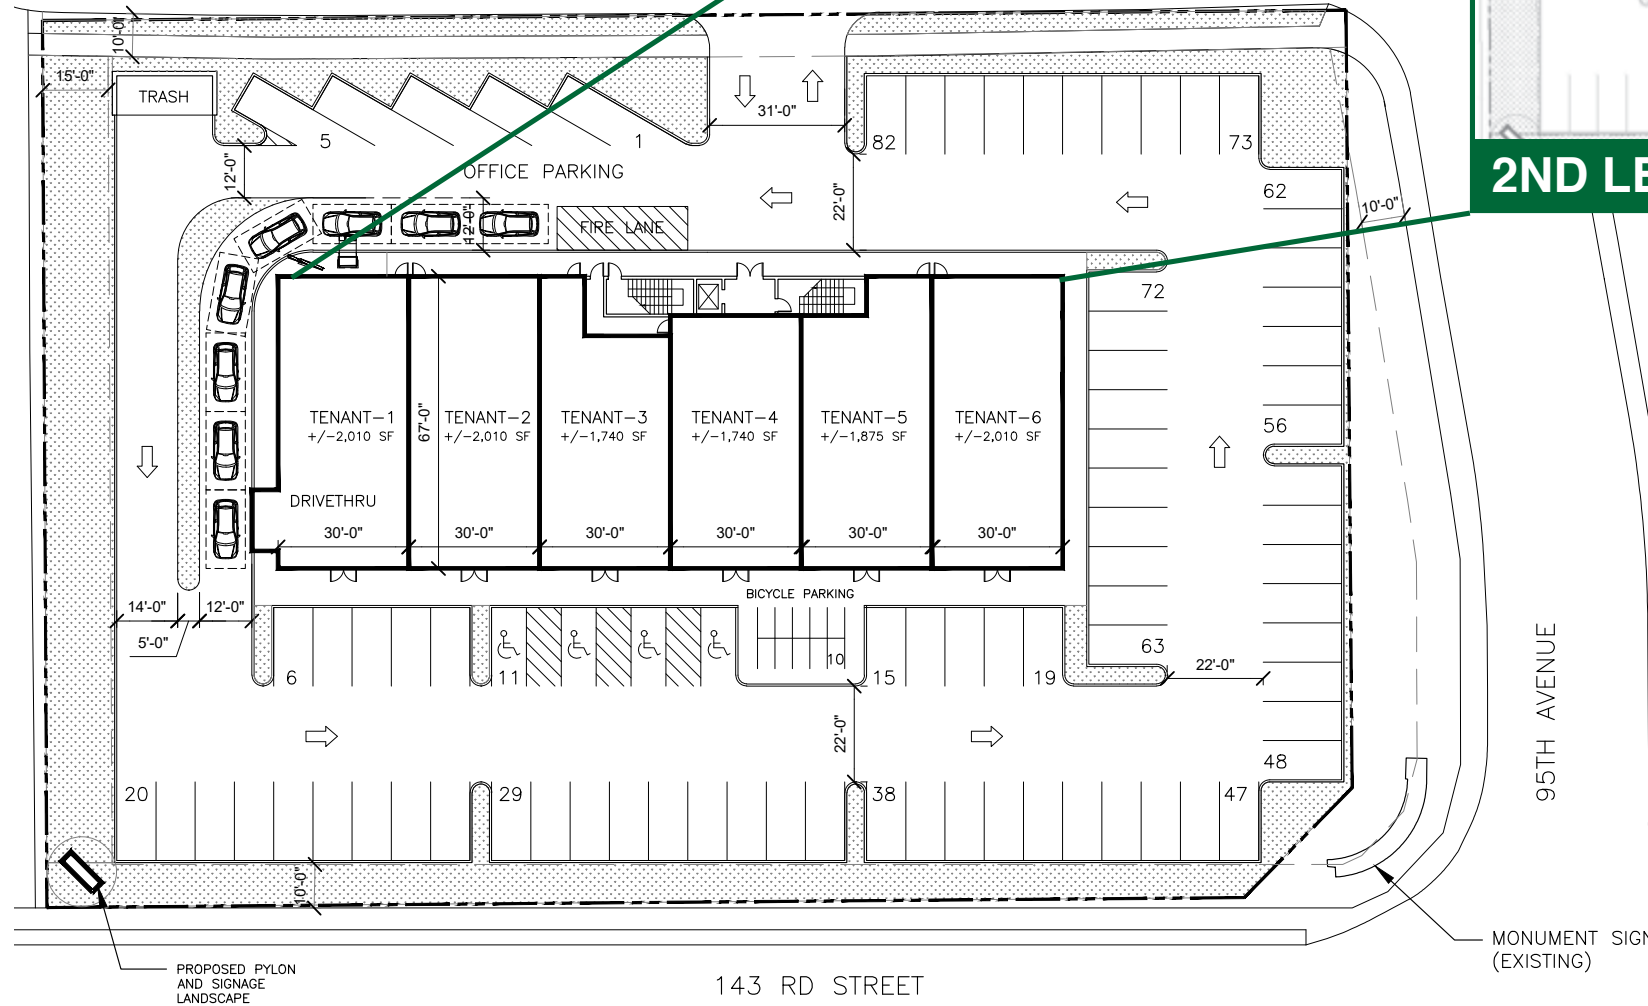 10'-0"
15'-0"
TRASH
5
1
31'-0"
82
73
OFFICE PARKING
12'-0"
62
2ND LE
10'-0"
22'-0"
12'-0"
FIRE LANE
72
TENANT-1
+/-2,010 SF
67'-0"
TENANT-2
+/-2,010 SF
TENANT-3
+/-1,740 SF
TENANT-4
+/-1,740 SF
TENANT-5
+/-1,875 SF
TENANT-6
+/-2,010 SF
56
DRIVETHRU
30'-0"
30'-0"
30'-0"
30'-0"
30'-0"
30'-0"
BICYCLE PARKING
14'-0"
12'-0"
5'-0"
6
11
10
15
19
63
22'-0"
22'-0"
95TH AVENUE
20
29
38
47
48
10'-0"
MONUMENT SIGN
(EXISTING)
PROPOSED PYLON
AND SIGNAGE
LANDSCAPE
143 RD STREET